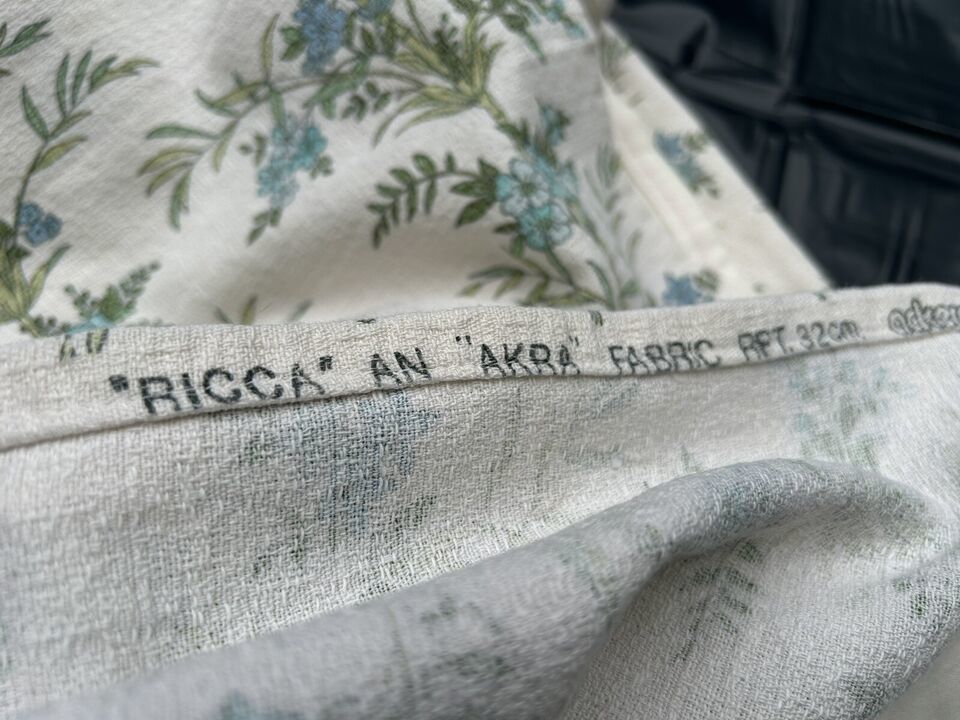 "RICCA" AN "AKRA" FABRIC RPT. 32cm.